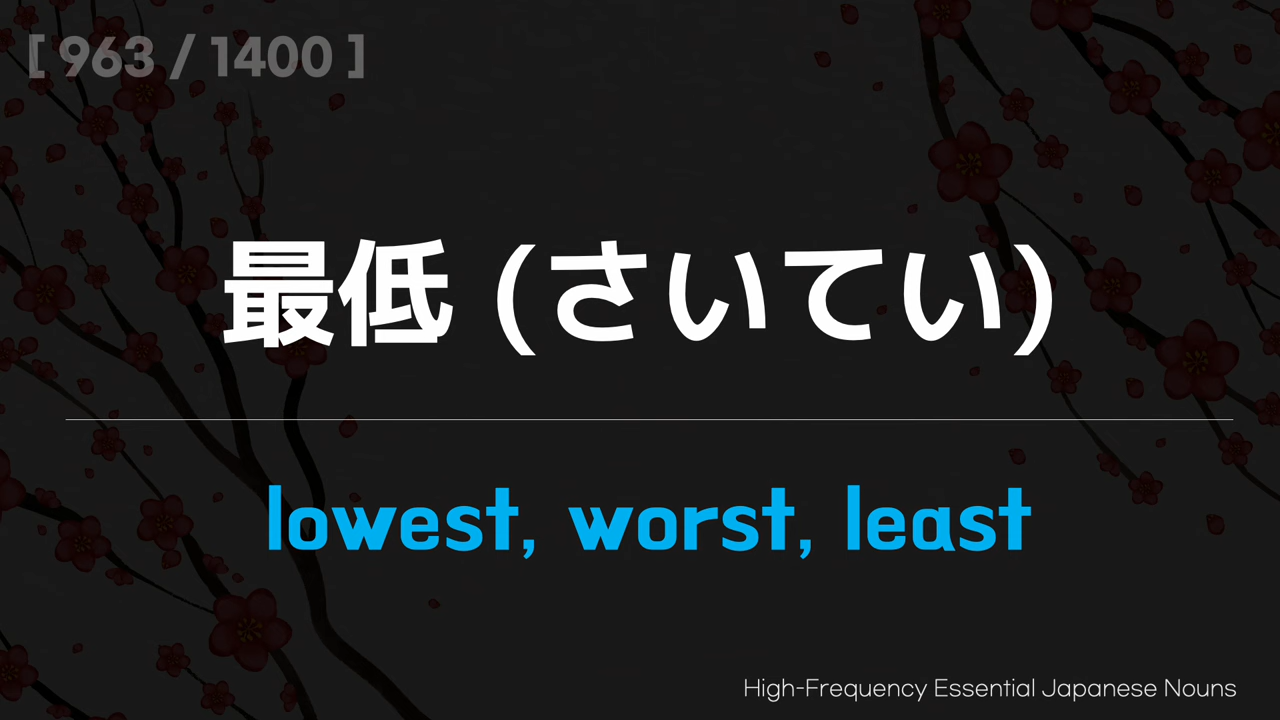 [ 963 / 1400 ]
最低 (さいてい)
lowest, worst, least
High-Frequency Essential Japanese Nouns